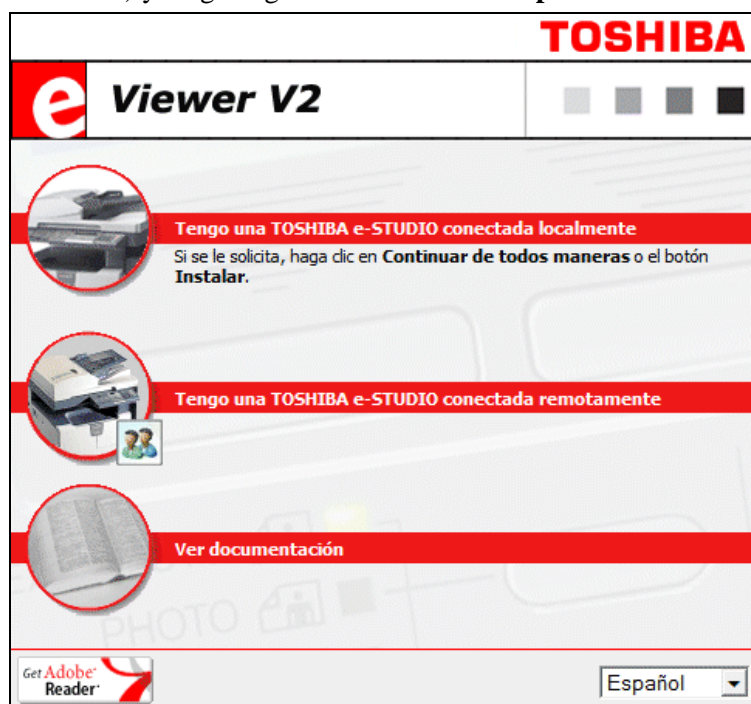 TOSHIBA
e Viewer V2
Tengo una TOSHIBA e-STUDIO conectada localmente
Si se le solicita, haga clic en Continuar de todos maneras o el botón
Instalar.
Tengo una TOSHIBA e-STUDIO conectada remotamente
Ver documentación
PHOTO
Get Adobe
Reader
Español